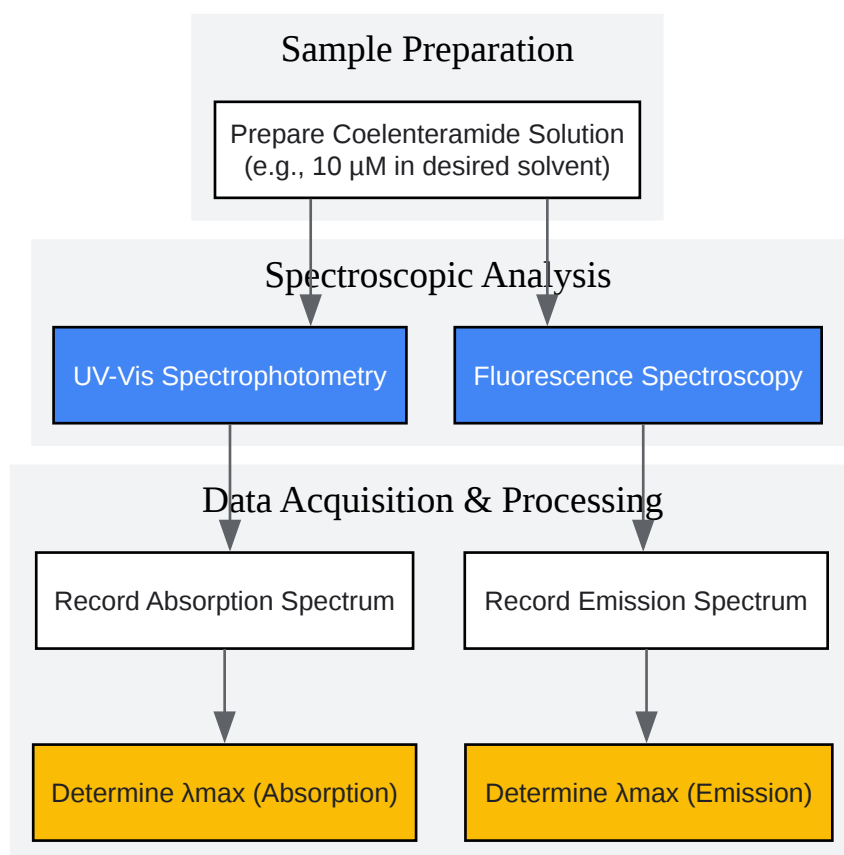 Sample Preparation
Prepare Coelenteramide Solution
(e.g., 10 µM in desired solvent)
Spectroscopic Analysis
UV-Vis Spectrophotometry
Fluorescence Spectroscopy
Data Acquisition & Processing
Record Absorption Spectrum
Record Emission Spectrum
Determine λmax (Absorption)
Determine λmax (Emission)